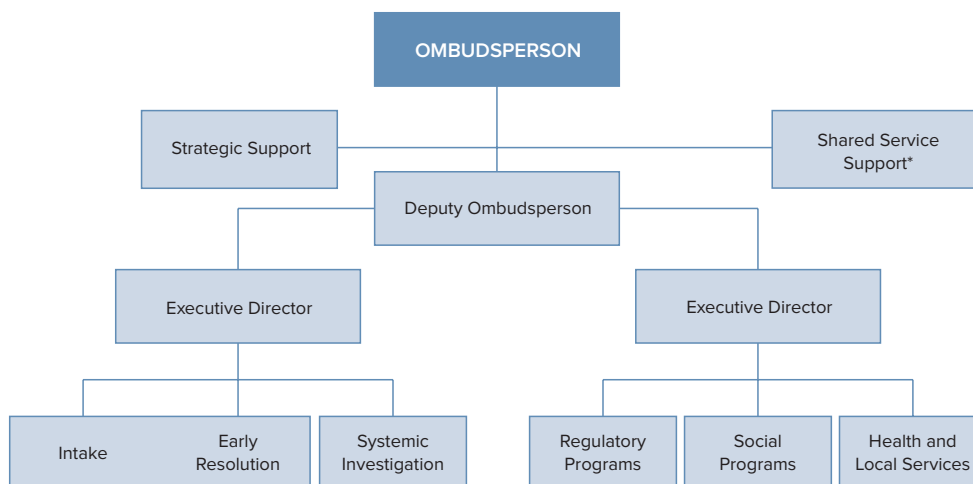 OMBUDSPERSON
Strategic Support
Shared Service
Support*
Deputy Ombudsperson
Executive Director
Executive Director
Intake
Early
Resolution
Systemic
Investigation
Regulatory
Programs
Social
Programs
Health and
Local Services